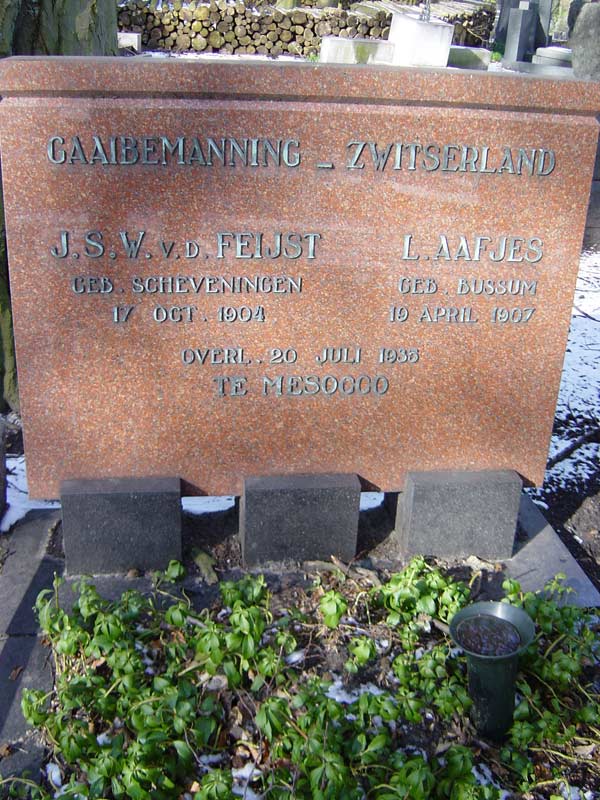 GAAIBEMANNING - ZWITSERLAND
J.S.W. V.D. FEIJST L. AAFJES
GEB. SCHEVENINGEN GEB. BUSSUM
17 OCT. 1904 19 APRIL 1907
OVERL. 20 JULI 1935
TE MESOCCO